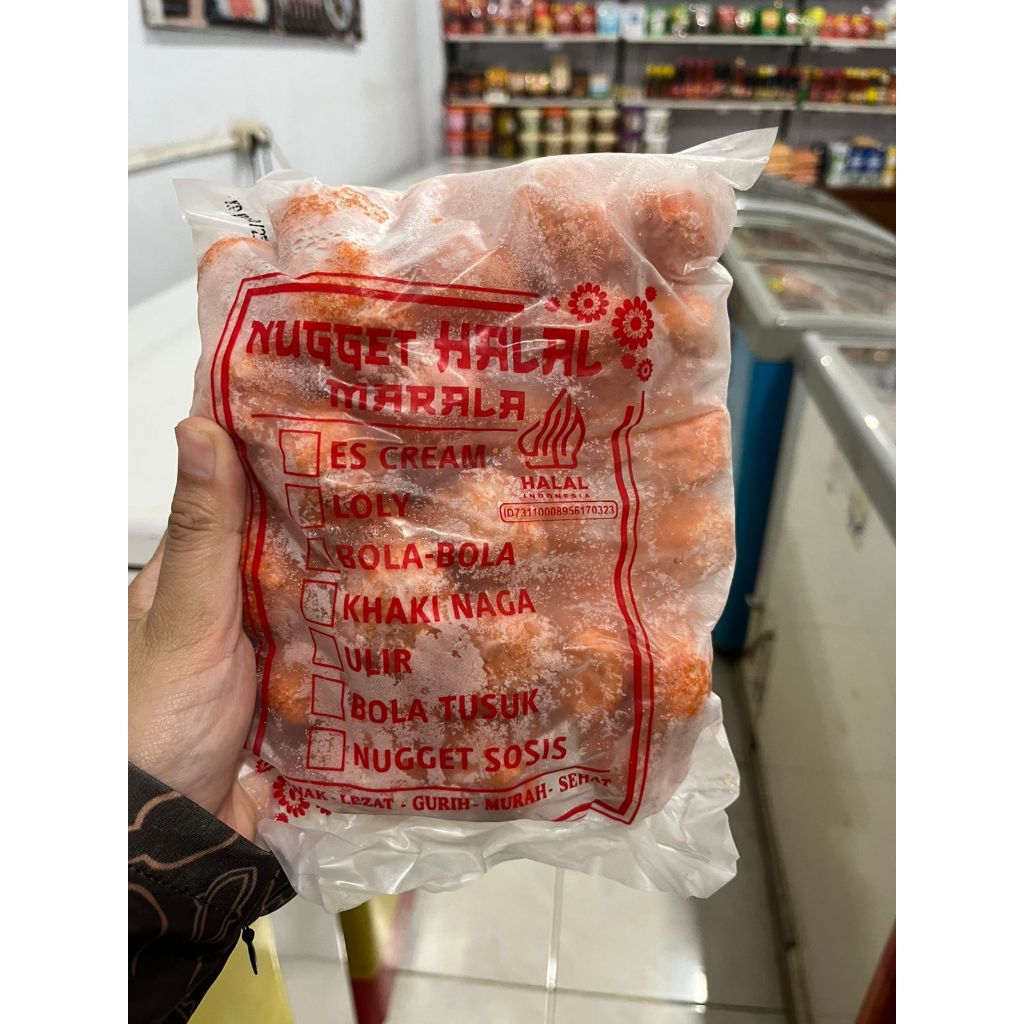 NUGGET HALAL
MARALA
ES CREAM
LOLY
BOLA-BOLA
KHAKI NAGA
ULIR
BOLA TUSUK
NUGGET SOSIS
HALAL
INDONESIA
ID73110008956170323
NAK - LEZAT - GURIH - MURAH - SEHAT